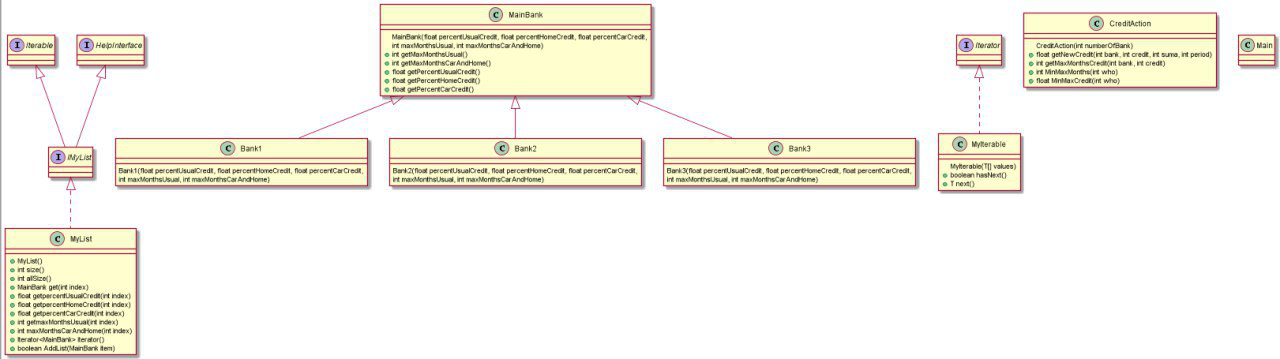 Iterable
HelpInterface
IMyList
MyList
MyList()
int size()
int allSize()
MainBank get(int index)
float getpercentUsualCredit(int index)
float getpercentHomeCredit(int index)
float getpercentCarCredit(int index)
int getmaxMonthsUsual(int index)
int maxMonthsCarAndHome(int index)
Iterator<MainBank> iterator()
boolean AddList(MainBank item)
MainBank
MainBank(float percentUsualCredit, float percentHomeCredit, float percentCarCredit,
int maxMonthsUsual, int maxMonthsCarAndHome)
int getMaxMonthsUsual()
int getMaxMonthsCarAndHome()
float getPercentUsualCredit()
float getPercentHomeCredit()
float getPercentCarCredit()
Bank1
Bank1(float percentUsualCredit, float percentHomeCredit, float percentCarCredit,
int maxMonthsUsual, int maxMonthsCarAndHome)
Bank2
Bank2(float percentUsualCredit, float percentHomeCredit, float percentCarCredit,
int maxMonthsUsual, int maxMonthsCarAndHome)
Bank3
Bank3(float percentUsualCredit, float percentHomeCredit, float percentCarCredit,
int maxMonthsUsual, int maxMonthsCarAndHome)
Iterator
MyIterable
MyIterable(T[] values)
boolean hasNext()
T next()
CreditAction
CreditAction(int numberOfBank)
float getNewCredit(int bank, int credit, int suma, int period)
int getMaxMonthsCredit(int bank, int credit)
int MinMaxMonths(int who)
float MinMaxCredit(int who)
Main